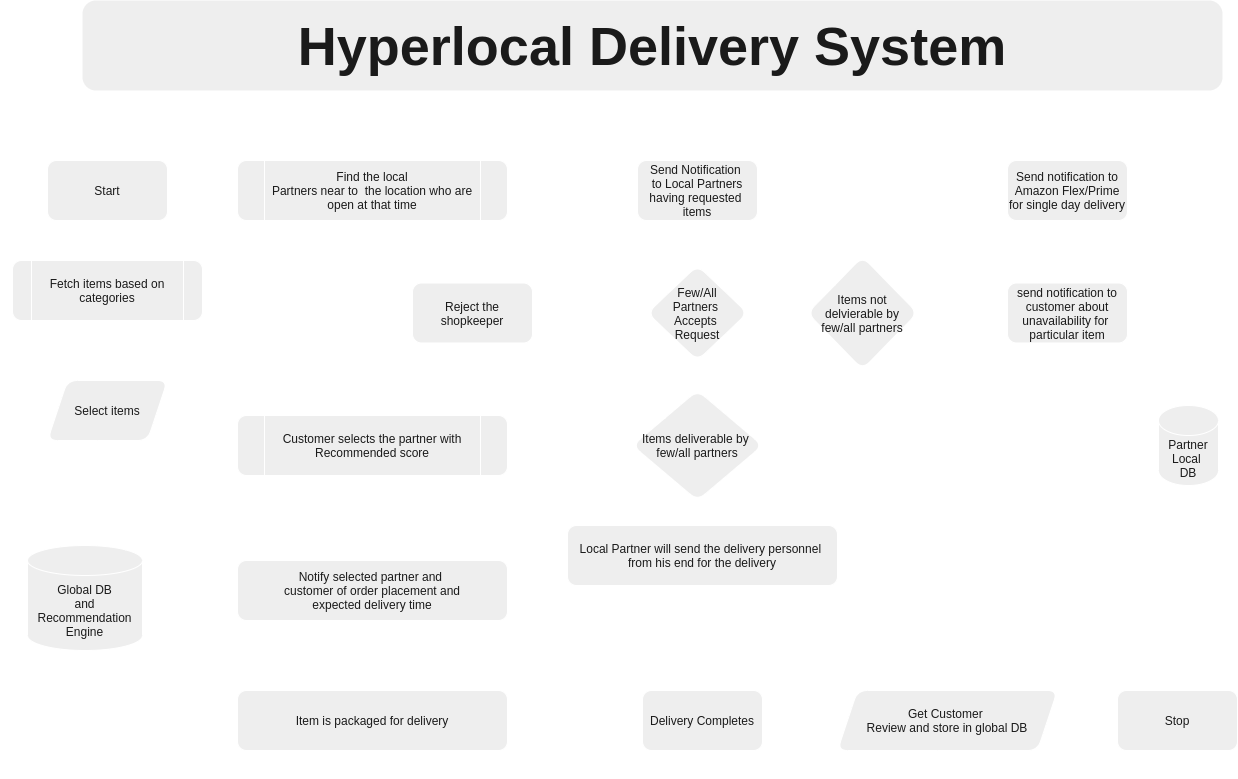 Hyperlocal Delivery System
Start
Find the local
Partners near to  the location who are
open at that time
Send Notification
to Local Partners
having requested
items
Send notification to
Amazon Flex/Prime
for single day delivery
Fetch items based on
categories
Reject the
shopkeeper
Few/All
Partners
Accepts
Request
Items not
delvierable by
few/all partners
send notification to
customer about
unavailability for
particular item
Select items
Customer selects the partner with
Recommended score
Items deliverable by
few/all partners
Partner
Local
DB
Global DB
and
Recommendation
Engine
Notify selected partner and
customer of order placement and
expected delivery time
Local Partner will send the delivery personnel
from his end for the delivery
Item is packaged for delivery
Delivery Completes
Get Customer
Review and store in global DB
Stop